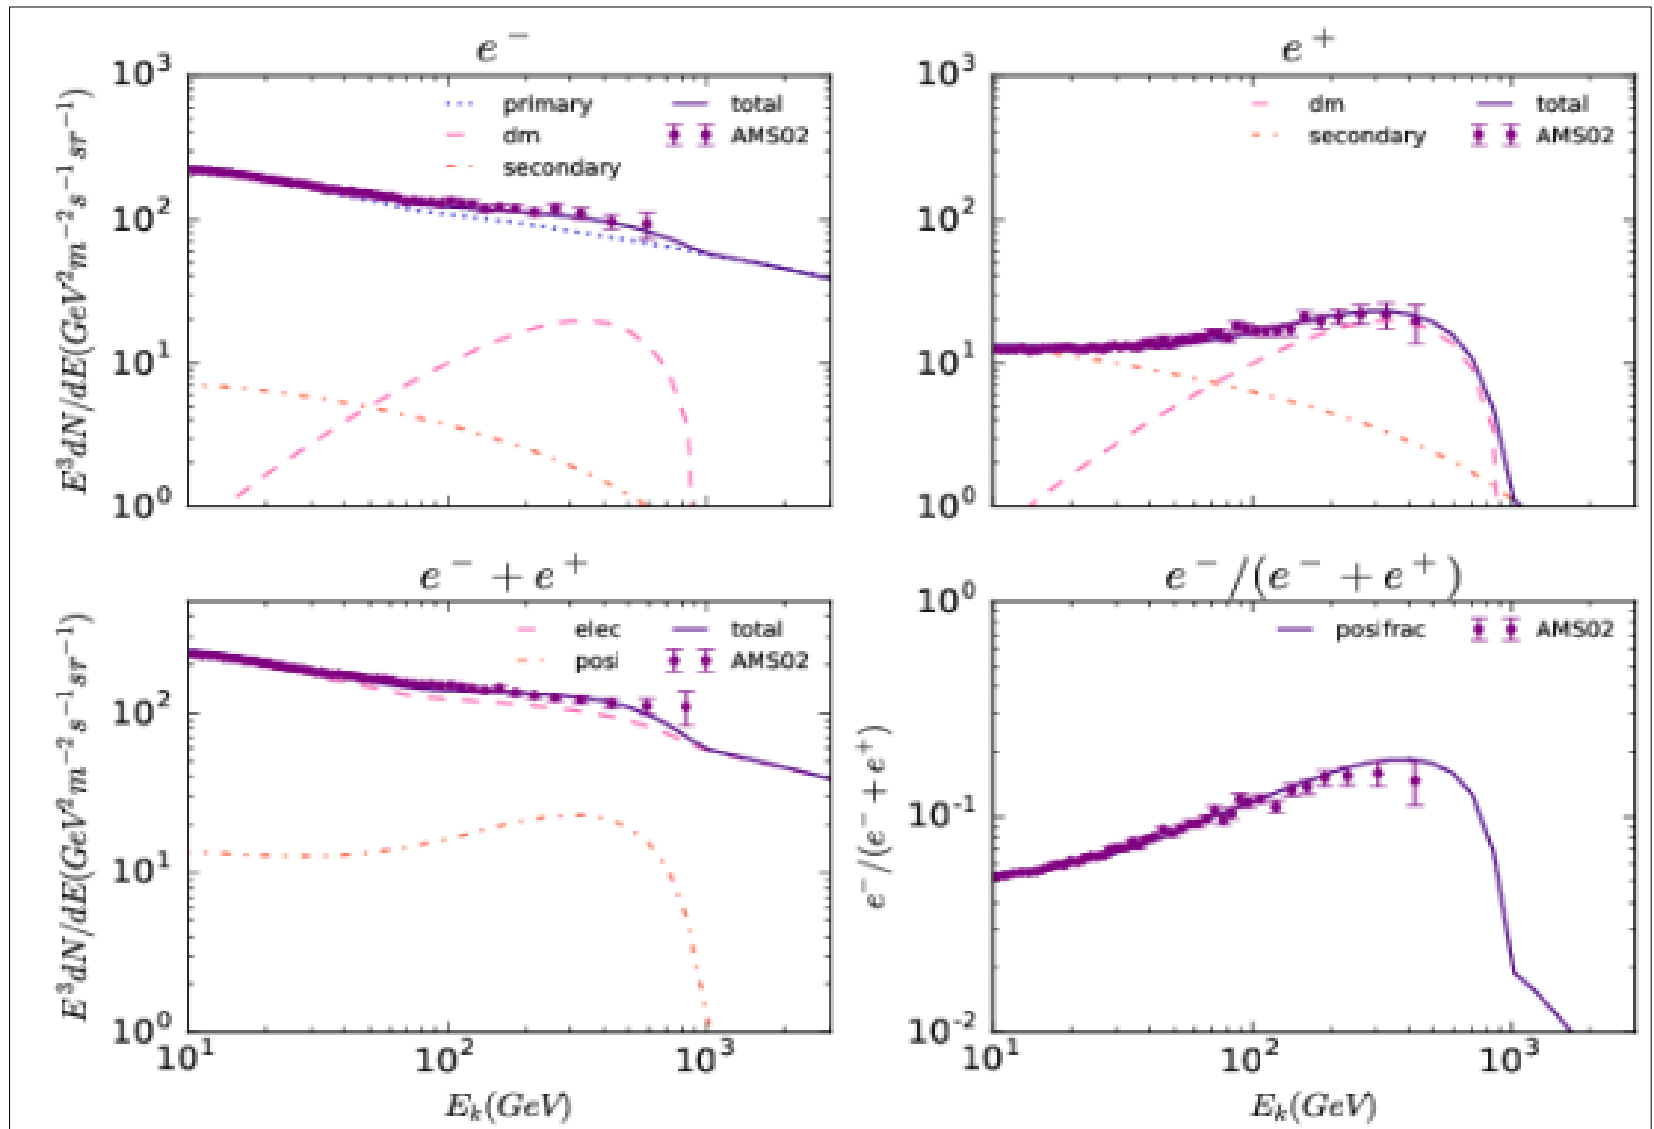 e⁻
10³
10²
10¹
10⁰
E³dN/dE(GeV²m⁻²s⁻¹sr⁻¹)
primary
dm
secondary
total
AMS02
e⁺
10³
10²
10¹
10⁰
dm
secondary
total
AMS02
e⁻ + e⁺
10²
10¹
10⁰
E³dN/dE(GeV²m⁻²s⁻¹sr⁻¹)
elec
posi
total
AMS02
10¹ 10² 10³
E_k(GeV)
e⁻/(e⁻ + e⁺)
10⁰
10⁻¹
10⁻²
e⁻/(e⁻ + e⁺)
posifrac
AMS02
10¹ 10² 10³
E_k(GeV)